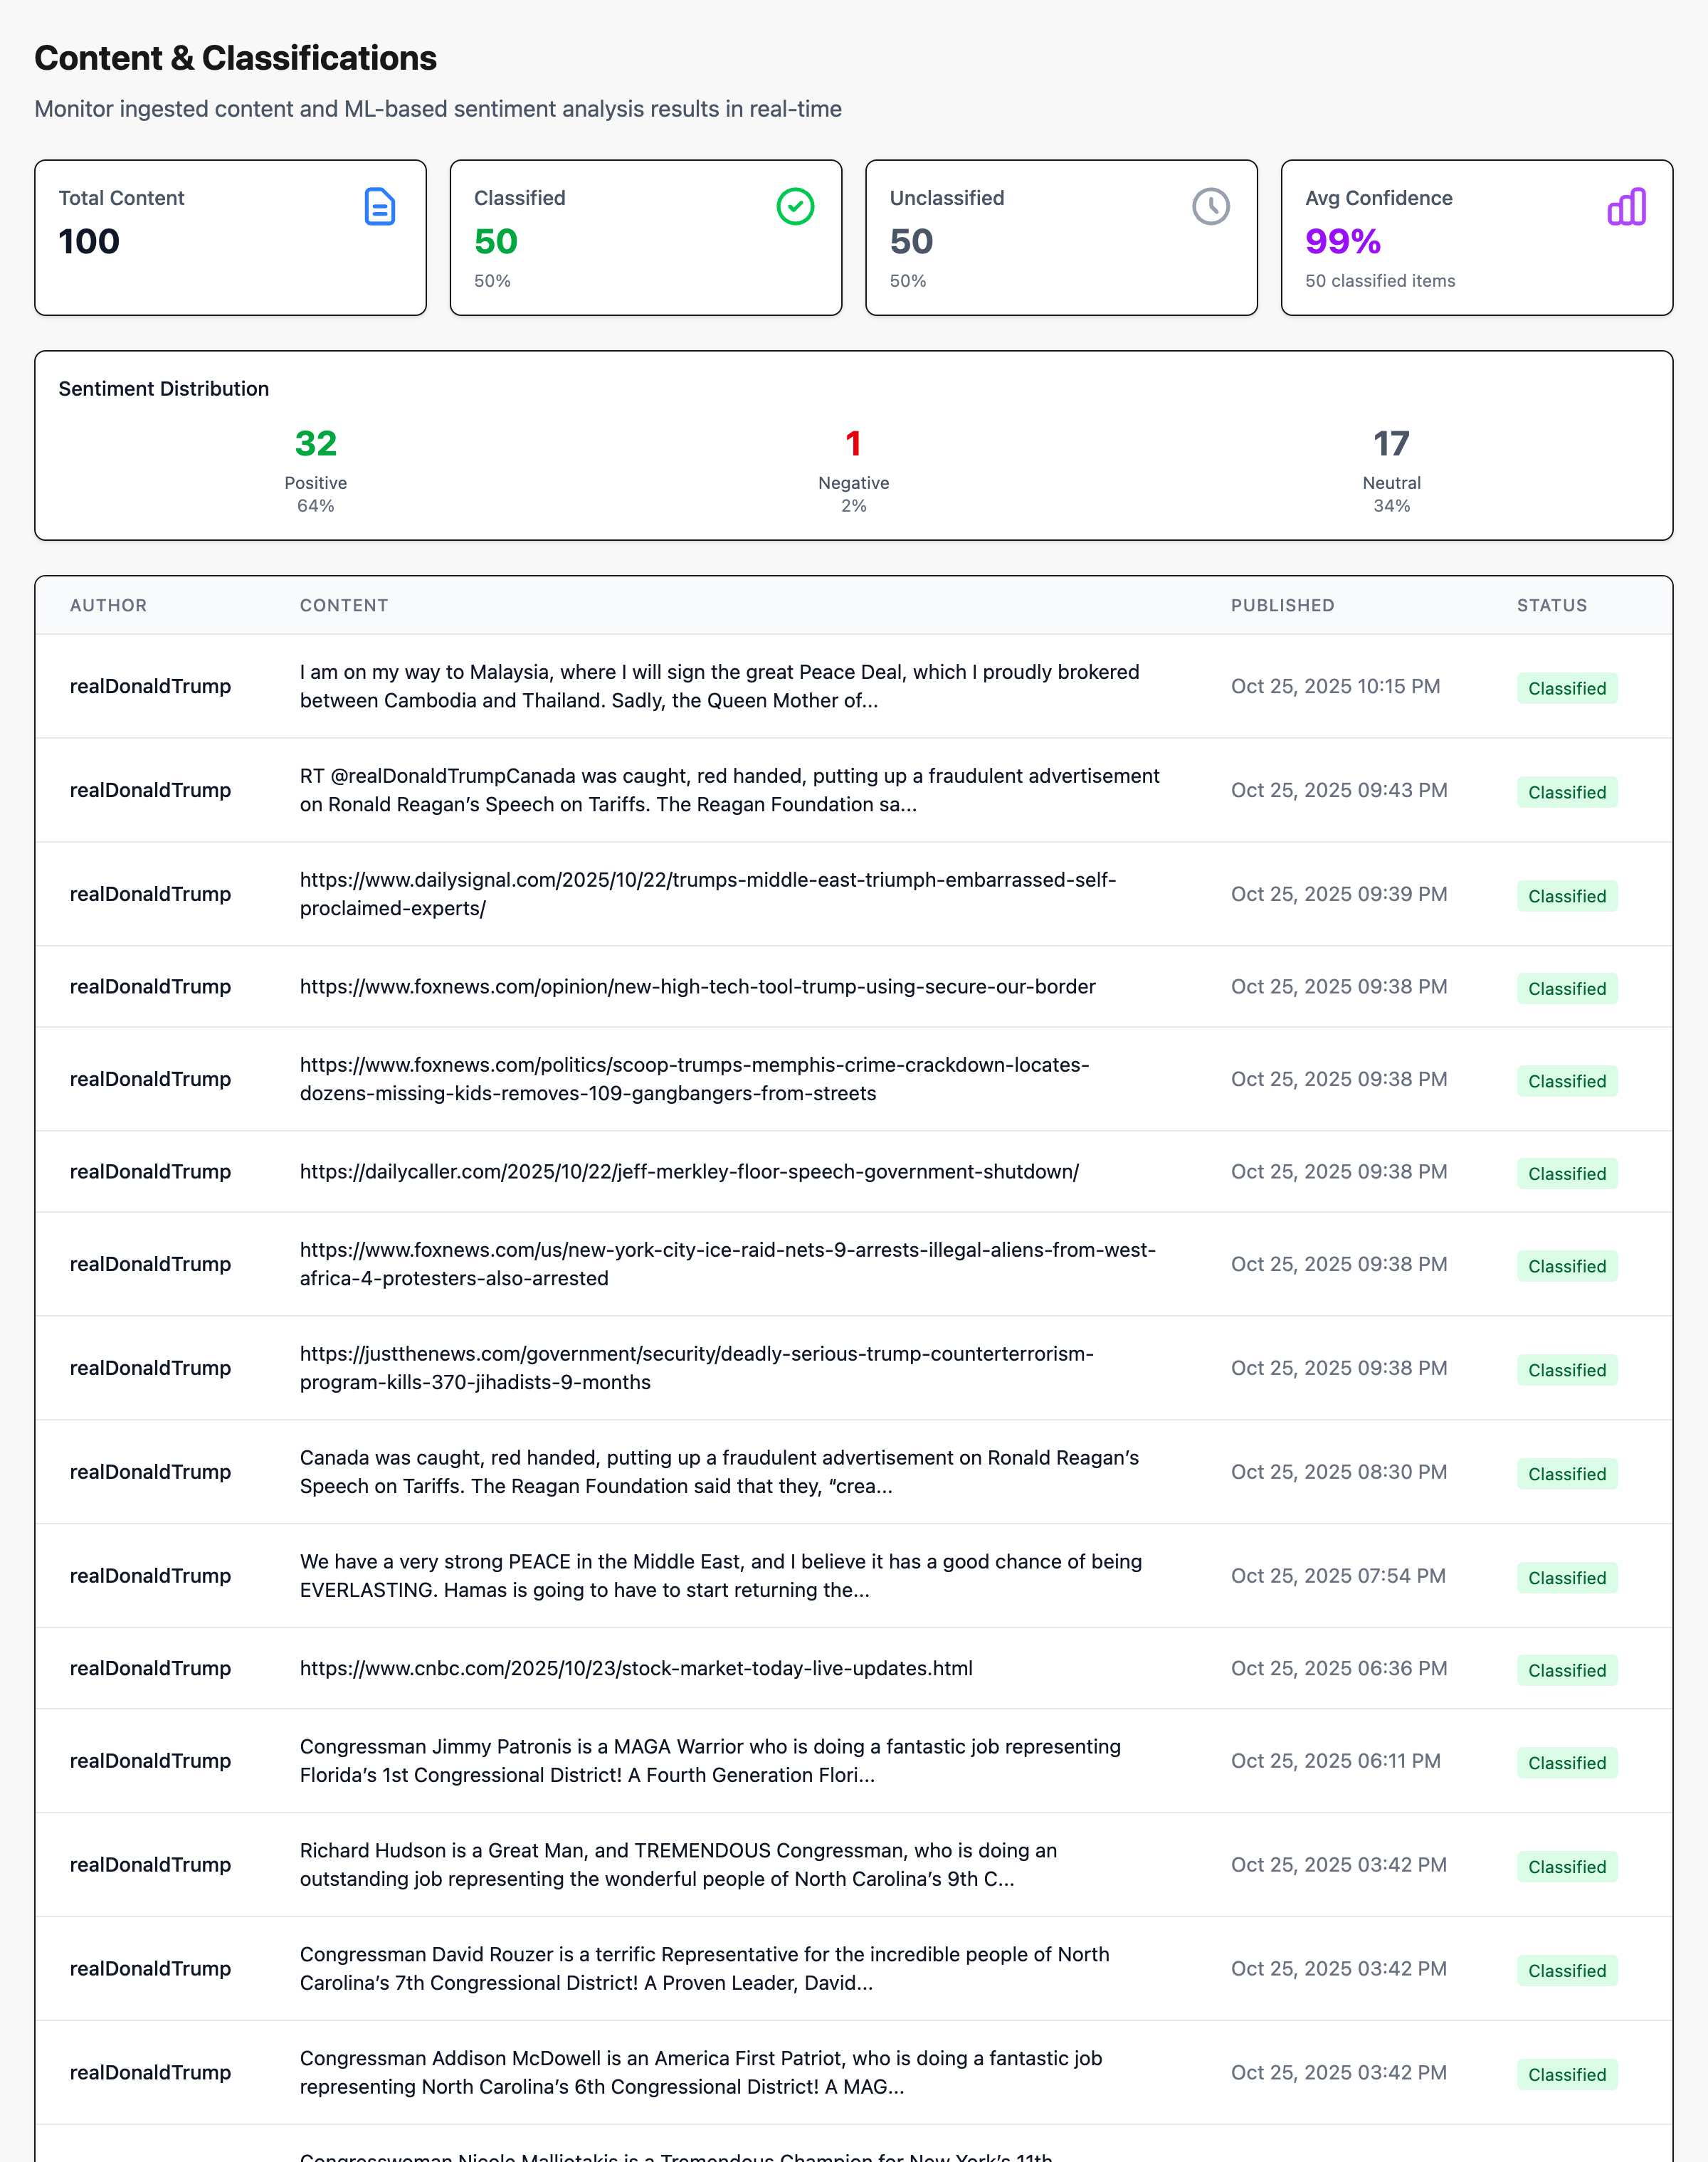 Content & Classifications
Monitor ingested content and ML-based sentiment analysis results in real-time
Total Content
100
Classified
50
50%
Unclassified
50
50%
Avg Confidence
99%
50 classified items
Sentiment Distribution
32
Positive
64%
1
Negative
2%
17
Neutral
34%
AUTHOR CONTENT PUBLISHED STATUS
realDonaldTrump
I am on my way to Malaysia, where I will sign the great Peace Deal, which I proudly brokered
between Cambodia and Thailand. Sadly, the Queen Mother of...
Oct 25, 2025 10:15 PM
Classified
realDonaldTrump
RT @realDonaldTrumpCanada was caught, red handed, putting up a fraudulent advertisement
on Ronald Reagan’s Speech on Tariffs. The Reagan Foundation sa...
Oct 25, 2025 09:43 PM
Classified
realDonaldTrump
https://www.dailysignal.com/2025/10/22/trumps-middle-east-triumph-embarrassed-self-
proclaimed-experts/
Oct 25, 2025 09:39 PM
Classified
realDonaldTrump
https://www.foxnews.com/opinion/new-high-tech-tool-trump-using-secure-our-border
Oct 25, 2025 09:38 PM
Classified
realDonaldTrump
https://www.foxnews.com/politics/scoop-trumps-memphis-crime-crackdown-locates-
dozens-missing-kids-removes-109-gangbangers-from-streets
Oct 25, 2025 09:38 PM
Classified
realDonaldTrump
https://dailycaller.com/2025/10/22/jeff-merkley-floor-speech-government-shutdown/
Oct 25, 2025 09:38 PM
Classified
realDonaldTrump
https://www.foxnews.com/us/new-york-city-ice-raid-nets-9-arrests-illegal-aliens-from-west-
africa-4-protesters-also-arrested
Oct 25, 2025 09:38 PM
Classified
realDonaldTrump
https://justthenews.com/government/security/deadly-serious-trump-counterterrorism-
program-kills-370-jihadists-9-months
Oct 25, 2025 09:38 PM
Classified
realDonaldTrump
Canada was caught, red handed, putting up a fraudulent advertisement on Ronald Reagan’s
Speech on Tariffs. The Reagan Foundation said that they, “crea...
Oct 25, 2025 08:30 PM
Classified
realDonaldTrump
We have a very strong PEACE in the Middle East, and I believe it has a good chance of being
EVERLASTING. Hamas is going to have to start returning the...
Oct 25, 2025 07:54 PM
Classified
realDonaldTrump
https://www.cnbc.com/2025/10/23/stock-market-today-live-updates.html
Oct 25, 2025 06:36 PM
Classified
realDonaldTrump
Congressman Jimmy Patronis is a MAGA Warrior who is doing a fantastic job representing
Florida’s 1st Congressional District! A Fourth Generation Flori...
Oct 25, 2025 06:11 PM
Classified
realDonaldTrump
Richard Hudson is a Great Man, and TREMENDOUS Congressman, who is doing an
outstanding job representing the wonderful people of North Carolina’s 9th C...
Oct 25, 2025 03:42 PM
Classified
realDonaldTrump
Congressman David Rouzer is a terrific Representative for the incredible people of North
Carolina’s 7th Congressional District! A Proven Leader, David...
Oct 25, 2025 03:42 PM
Classified
realDonaldTrump
Congressman Addison McDowell is an America First Patriot, who is doing a fantastic job
representing North Carolina’s 6th Congressional District! A MAG...
Oct 25, 2025 03:42 PM
Classified
Congresswoman Nicole Malliotakis is a Tremendous Champion for New York’s 11th